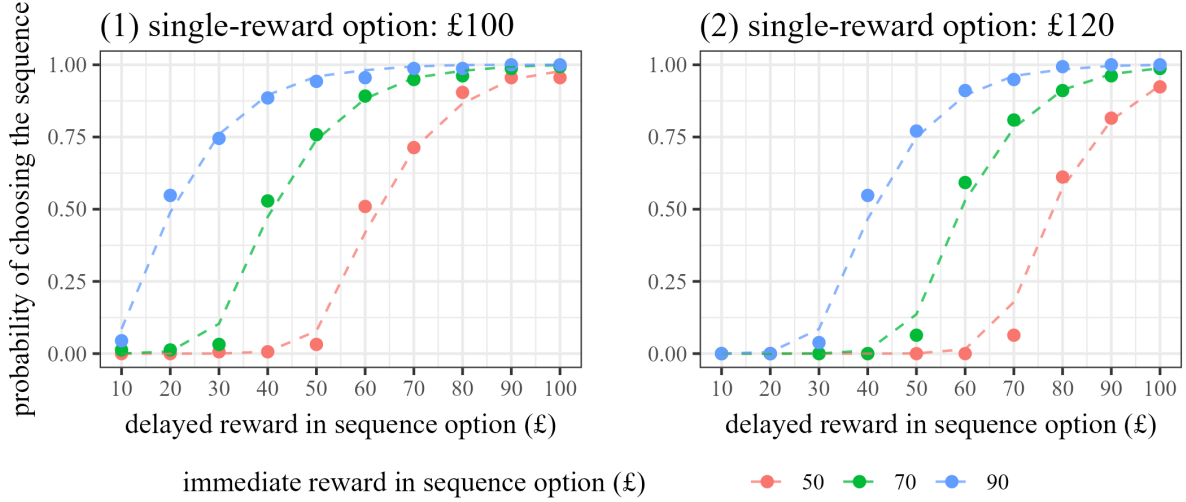 (1) single-reward option: £100
(2) single-reward option: £120
probability of choosing the sequence
1.00
0.75
0.50
0.25
0.00
10 20 30 40 50 60 70 80 90 100
delayed reward in sequence option (£)
1.00
0.75
0.50
0.25
0.00
10 20 30 40 50 60 70 80 90 100
delayed reward in sequence option (£)
immediate reward in sequence option (£) 50 70 90